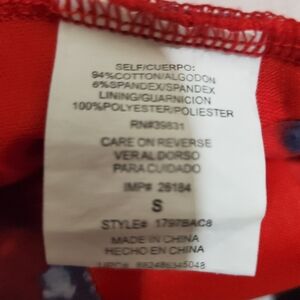 SELF/CUERPO:
94%COTTON/ALGODON
6%SPANDEX/SPANDEX
LINING/GUARNICION
100%POLYESTER/POLIESTER
RN#39831
CARE ON REVERSE
VER AL DORSO
PARA CUIDADO
IMP# 26184
S
STYLE# 1797BAC8
MADE IN CHINA
HECHO EN CHINA